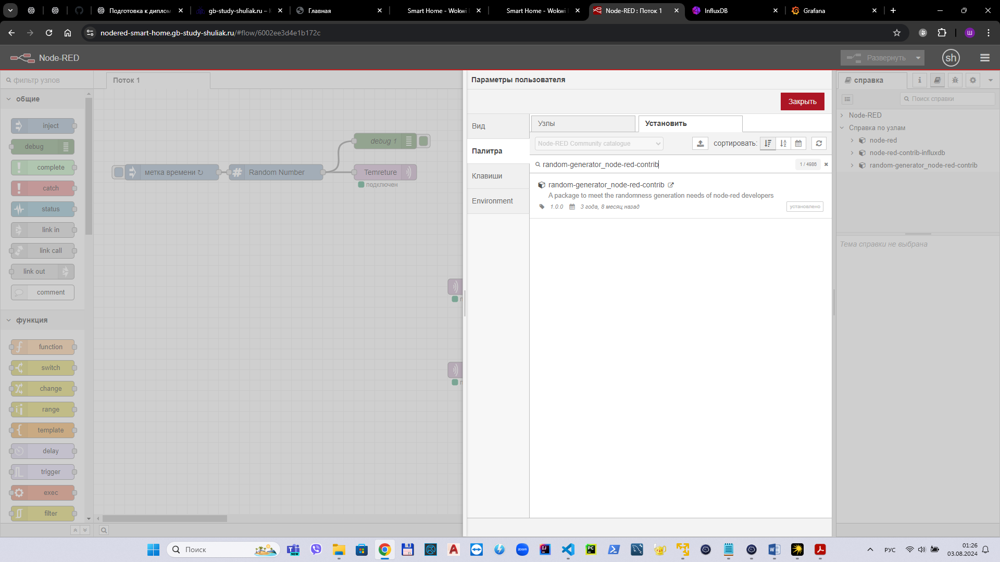 Подготовка к диплом
gb-study-shuliak.ru – К
Главная
Smart Home - Wokwi
Smart Home - Wokwi
Node-RED : Поток 1
InfluxDB
Grafana
nodered-smart-home.gb-study-shuliak.ru/#flow/6002ee3d4e1b172c
Ш
Node-RED
Развернуть
sh
фильтр узлов
Поток 1
Параметры пользователя
справка
Закрыть
Поиск справки
общие
inject
debug
complete
catch
status
link in
link call
link out
comment
функция
function
switch
change
range
template
delay
trigger
exec
filter
метка времени ↻
Random Number
debug 1
Temreture
подключен
п
п
Вид
Палитра
Клавиши
Environment
Узлы
Установить
Node-RED Community catalogue
сортировать:
random-generator_node-red-contrib
1 / 4986
random-generator_node-red-contrib
A package to meet the randomness generation needs of node-red developers
1.0.0
3 года, 8 месяц назад
установлено
Node-RED
Справка по узлам
node-red
node-red-contrib-influxdb
random-generator_node-red-contrib
Тема справки не выбрана
Поиск
NEW
zoom
РУС
01:26
03.08.2024